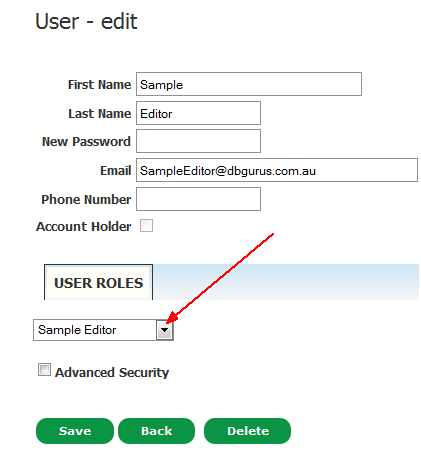 User - edit
First Name Sample
Last Name Editor
New Password
Email SampleEditor@dbgurus.com.au
Phone Number
Account Holder
USER ROLES
Sample Editor
Advanced Security
Save Back Delete